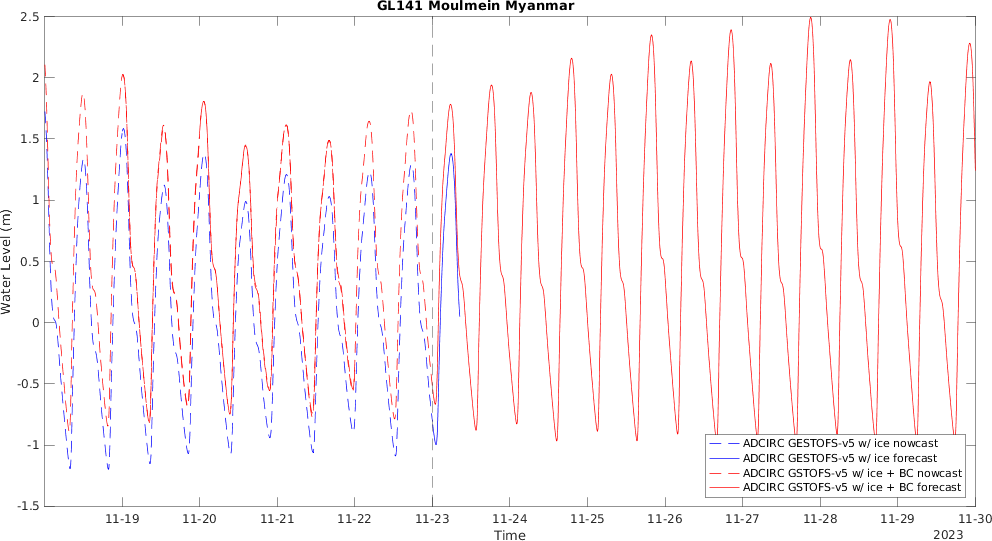 GL141 Moulmein Myanmar
2.5
2
1.5
1
0.5
0
-0.5
-1
-1.5
Water Level (m)
ADCIRC GESTOFS-v5 w/ ice nowcast
ADCIRC GESTOFS-v5 w/ ice forecast
ADCIRC GSTOFS-v5 w/ ice + BC nowcast
ADCIRC GSTOFS-v5 w/ ice + BC forecast
11-19 11-20 11-21 11-22 11-23 11-24 11-25 11-26 11-27 11-28 11-29 11-30
Time
2023